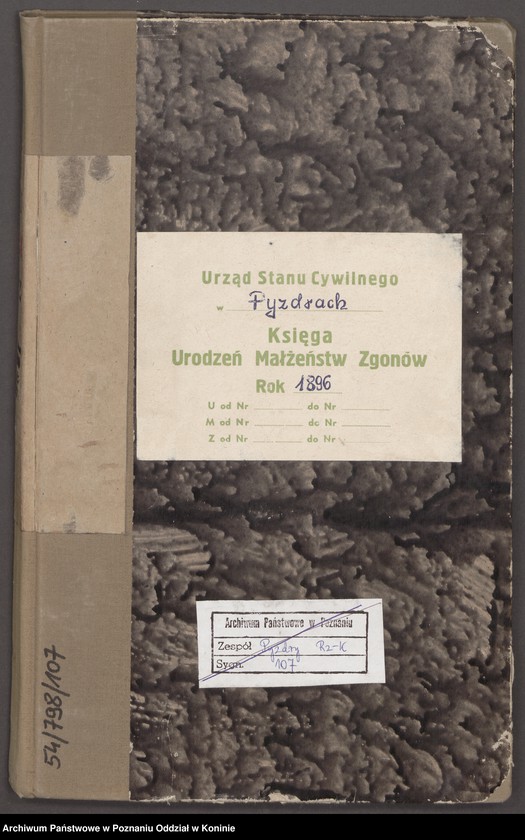 Urząd Stanu Cywilnego
w Pyzdrach
Księga
Urodzeń Małżeństw Zgonów
Rok 1896
U od Nr do Nr
M od Nr do Nr
Z od Nr do Nr
Archiwum Państwowe w Poznaniu
Zespół Pyzdry Rz-K
Sygn. 107
54/798/107
Archiwum Państwowe w Poznaniu Oddział w Koninie